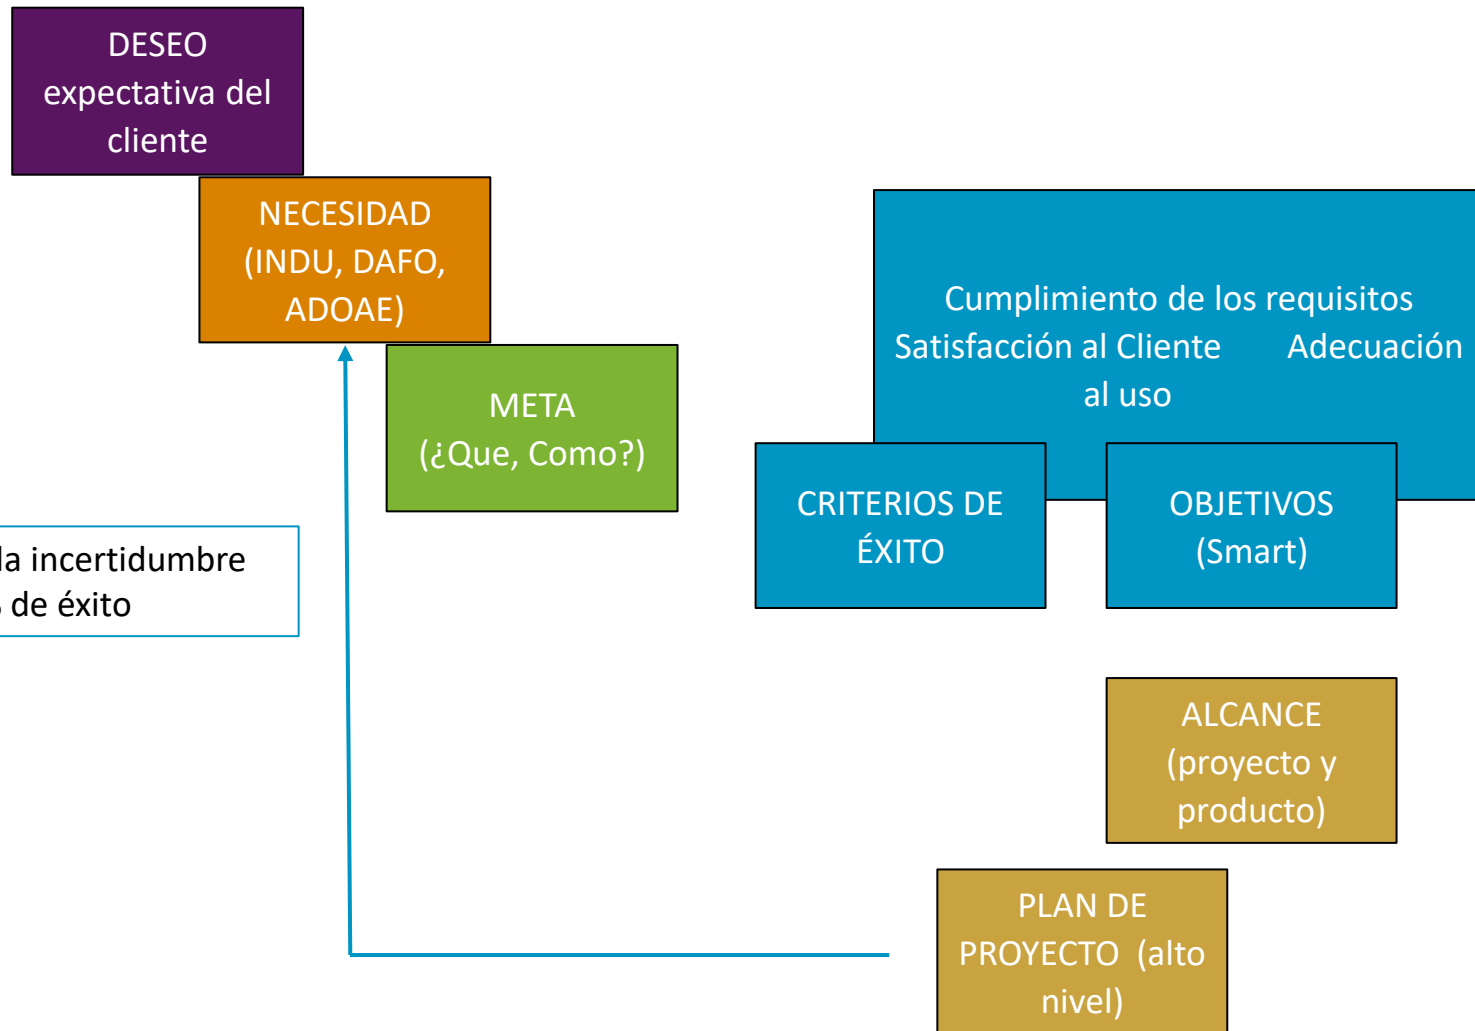 DESEO
expectativa del
cliente
NECESIDAD
(INDU, DAFO,
ADOAE)
META
(¿Que, Como?)
Cumplimiento de los requisitos
Satisfacción al Cliente Adecuación
al uso
CRITERIOS DE
ÉXITO
OBJETIVOS
(Smart)
la incertidumbre
de éxito
ALCANCE
(proyecto y
producto)
PLAN DE
PROYECTO (alto
nivel)